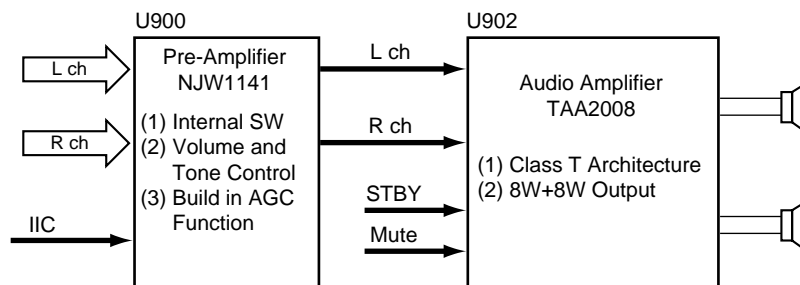 U900
U902
L ch
R ch
IIC
Pre-Amplifier
NJW1141
(1) Internal SW
(2) Volume and
Tone Control
(3) Build in AGC
Function
L ch
R ch
STBY
Mute
Audio Amplifier
TAA2008
(1) Class T Architecture
(2) 8W+8W Output